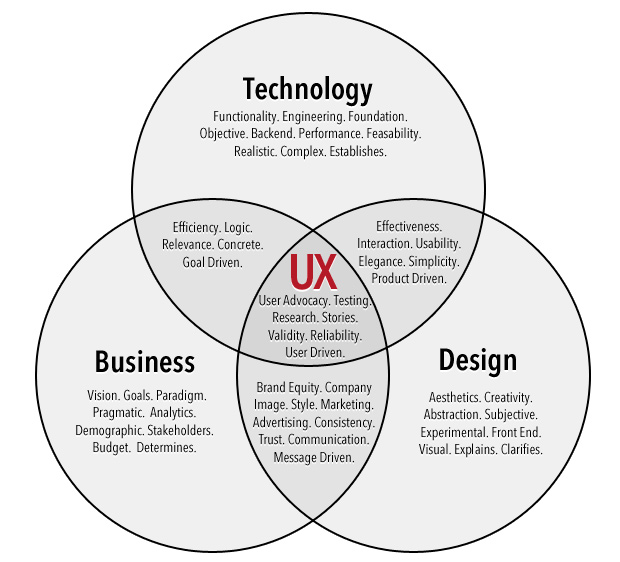 Technology
Functionality. Engineering. Foundation.
Objective. Backend. Performance. Feasability.
Realistic. Complex. Establishes.
Efficiency. Logic.
Relevance. Concrete.
Goal Driven.
Effectiveness.
Interaction. Usability.
Elegance. Simplicity.
Product Driven.
UX
User Advocacy. Testing.
Research. Stories.
Validity. Reliability.
User Driven.
Business
Vision. Goals. Paradigm.
Pragmatic. Analytics.
Demographic. Stakeholders.
Budget. Determines.
Brand Equity. Company
Image. Style. Marketing.
Advertising. Consistency.
Trust. Communication.
Message Driven.
Design
Aesthetics. Creativity.
Abstraction. Subjective.
Experimental. Front End.
Visual. Explains. Clarifies.